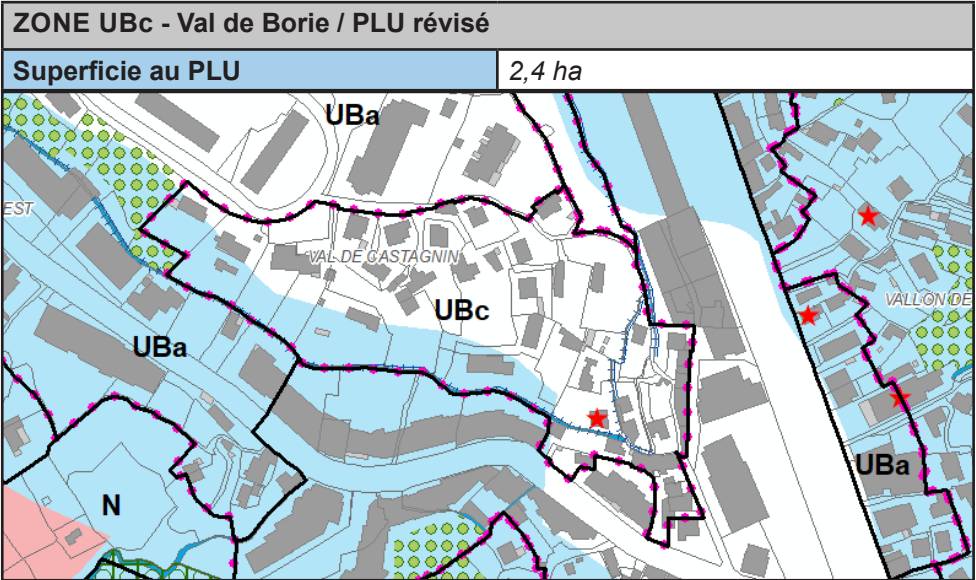 ZONE UBc - Val de Borie / PLU révisé
Superficie au PLU
2,4 ha
UBa
EST
VAL DE CASTAGNIN
VALLON DE
UBc
UBa
UBa
N